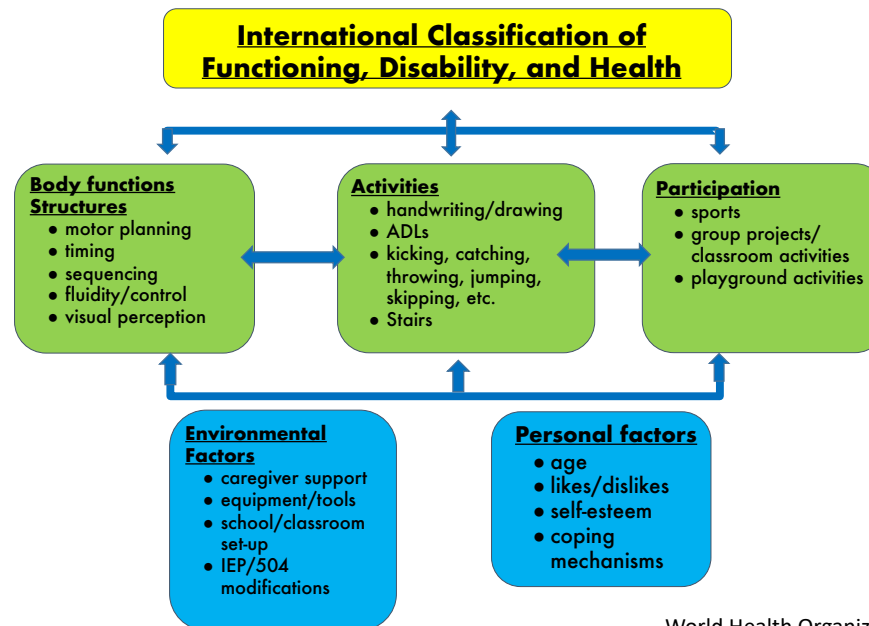 International Classification of
Functioning, Disability, and Health
Body functions
Structures
● motor planning
● timing
● sequencing
● fluidity/control
● visual perception
Activities
● handwriting/drawing
● ADLs
● kicking, catching,
throwing, jumping,
skipping, etc.
● Stairs
Participation
● sports
● group projects/
classroom activities
● playground activities
Environmental
Factors
● caregiver support
● equipment/tools
● school/classroom
set-up
● IEP/504
modifications
Personal factors
● age
● likes/dislikes
● self-esteem
● coping
mechanisms
World Health